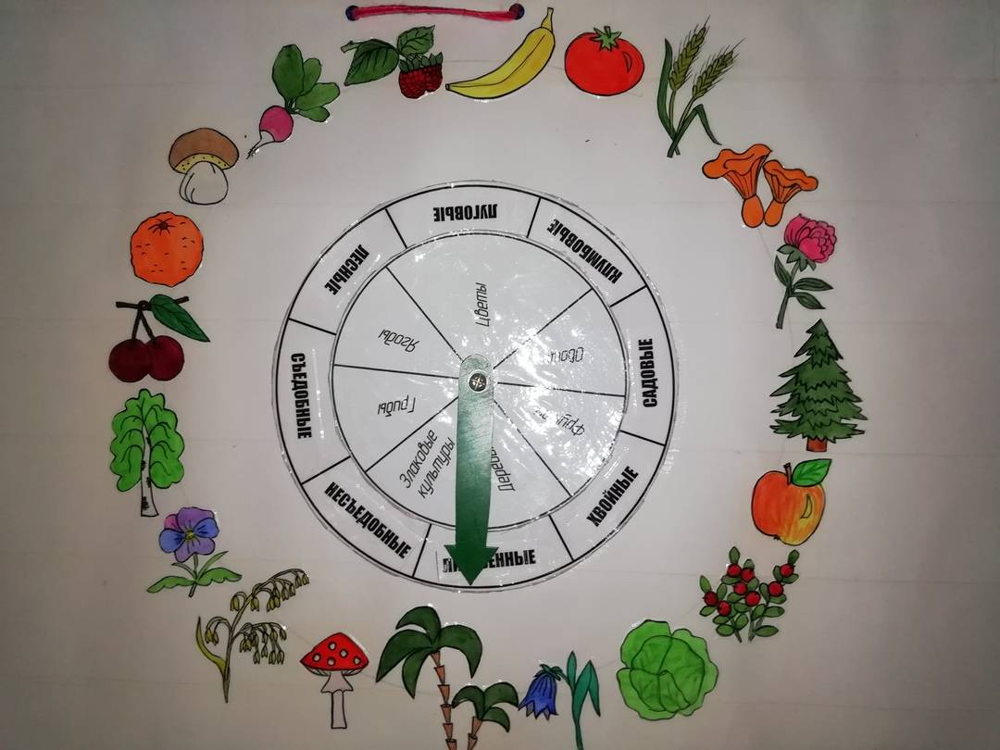 ЛУГОВЫЕ
КЛУМБОВЫЕ
САДОВЫЕ
ХВОЙНЫЕ
НЕСЪЕДОБНЫЕ
СЪЕДОБНЫЕ
ЛЕСНЫЕ
Цветы
Злаковые
культуры
Грибы
Ягоды